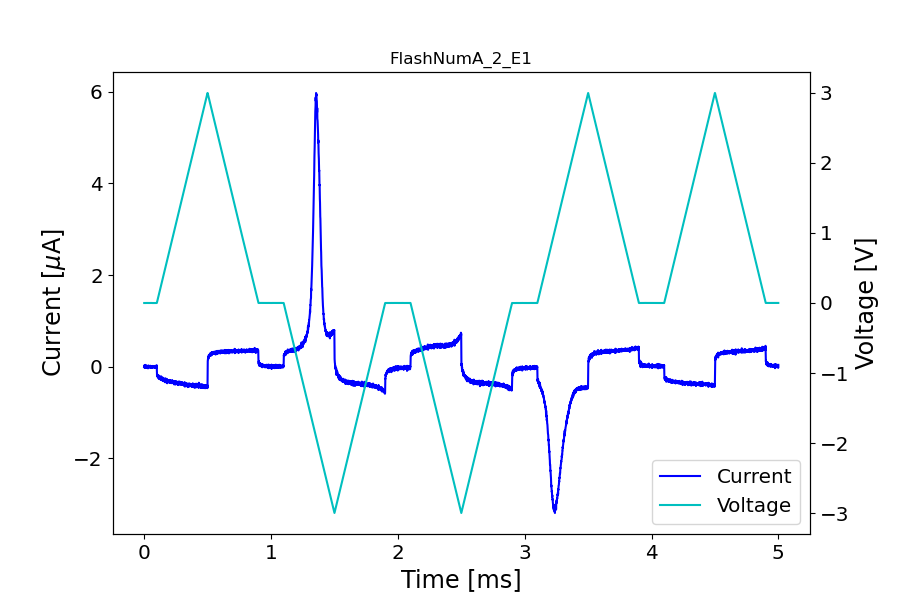 FlashNumA_2_E1
Current [μA]
6
4
2
0
−2
Voltage [V]
3
2
1
0
−1
−2
−3
Current
Voltage
0 1 2 3 4 5
Time [ms]